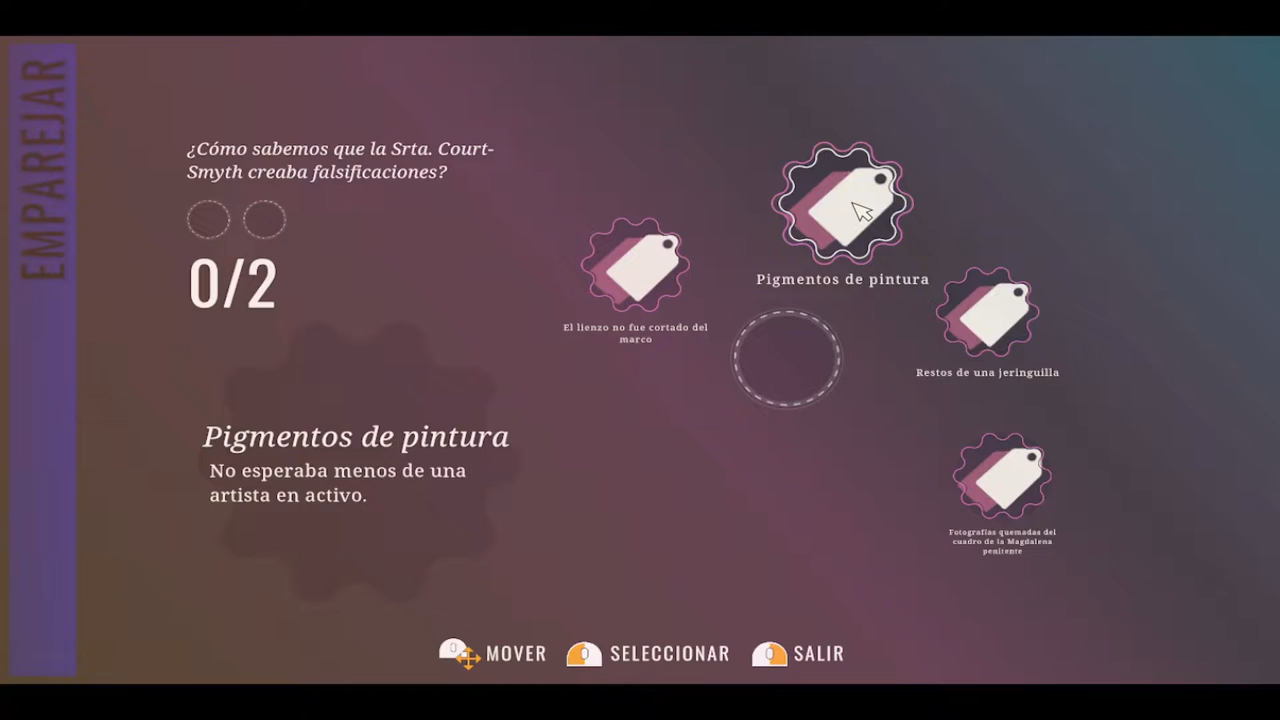 EMPAREJAR
¿Cómo sabemos que la Srta. Court-
Smyth creaba falsificaciones?
0/2
Pigmentos de pintura
No esperaba menos de una
artista en activo.
El lienzo no fue cortado del
marco
Pigmentos de pintura
Restos de una jeringuilla
Fotografías quemadas del
cuadro de la Magdalena
penitente
MOVER
SELECCIONAR
SALIR